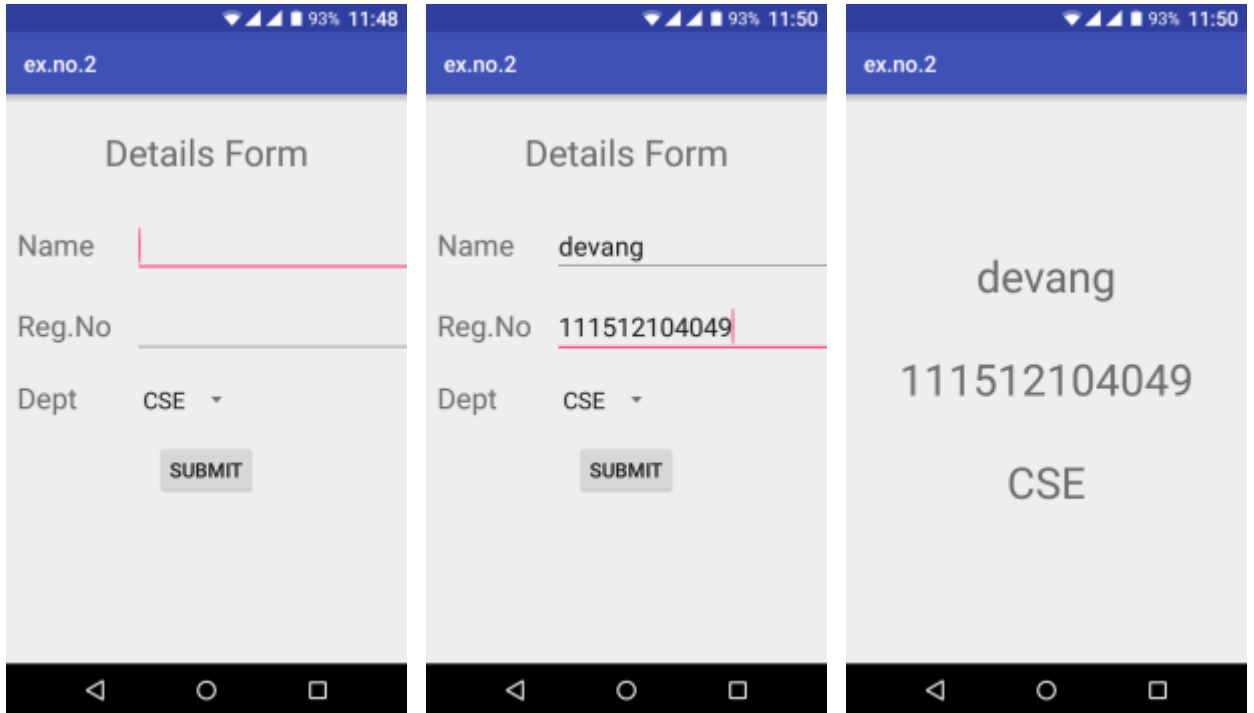 93% 11:48
ex.no.2
Details Form
Name
Reg.No
Dept CSE
SUBMIT
93% 11:50
ex.no.2
Details Form
Name devang
Reg.No 111512104049
Dept CSE
SUBMIT
93% 11:50
ex.no.2
devang
111512104049
CSE